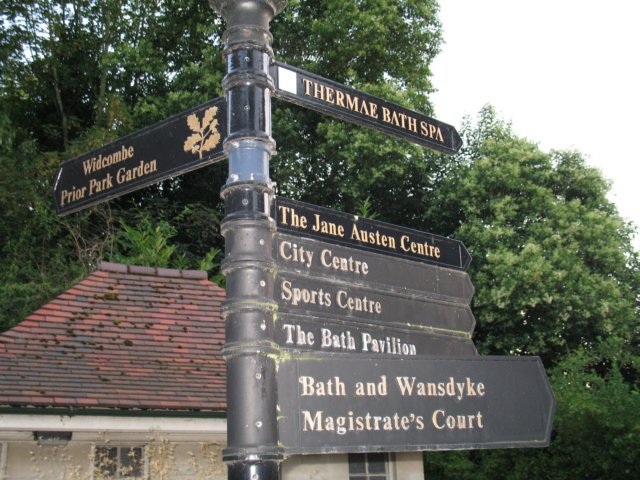 THERMAE BATH SPA
Widcombe
Prior Park Garden
The Jane Austen Centre
City Centre
Sports Centre
The Bath Pavilion
Bath and Wansdyke
Magistrate's Court